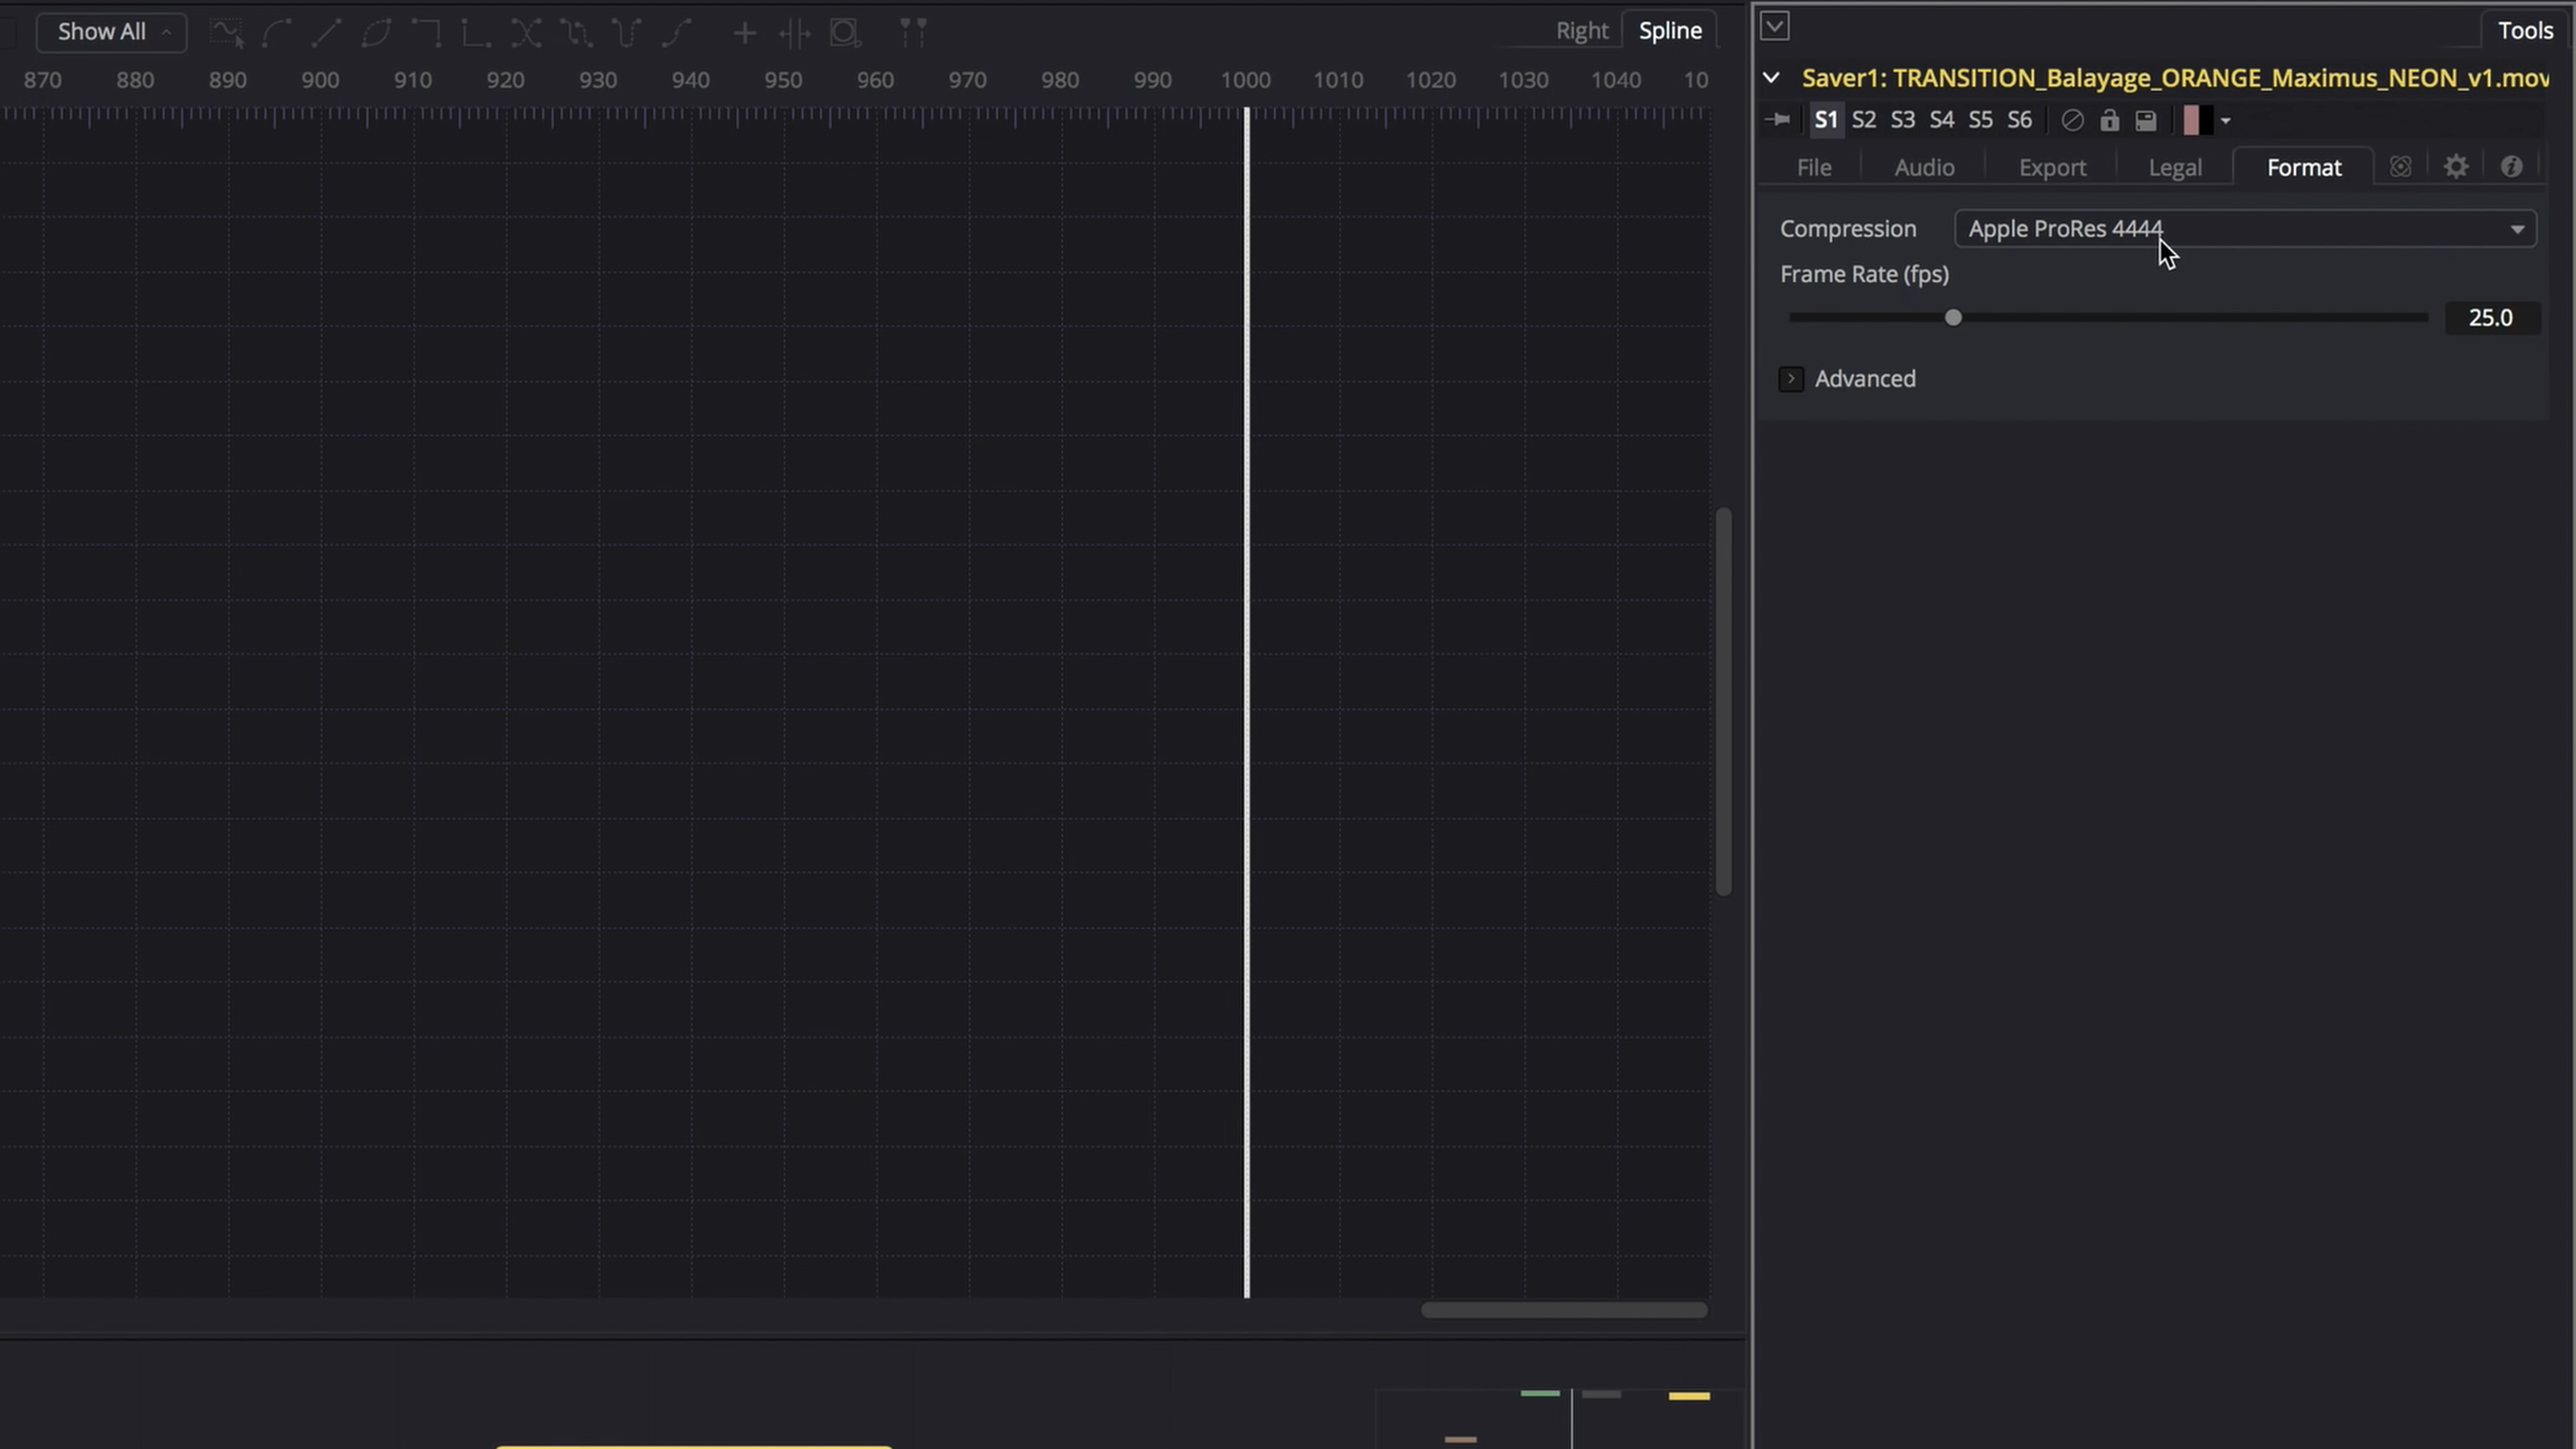 Show All
Right Spline
870 880 890 900 910 920 930 940 950 960 970 980 990 1000 1010 1020 1030 1040 10
Tools
Saver1: TRANSITION_Balayage_ORANGE_Maximus_NEON_v1.mov
S1 S2 S3 S4 S5 S6
File Audio Export Legal Format
Compression Apple ProRes 4444
Frame Rate (fps)
25.0
Advanced